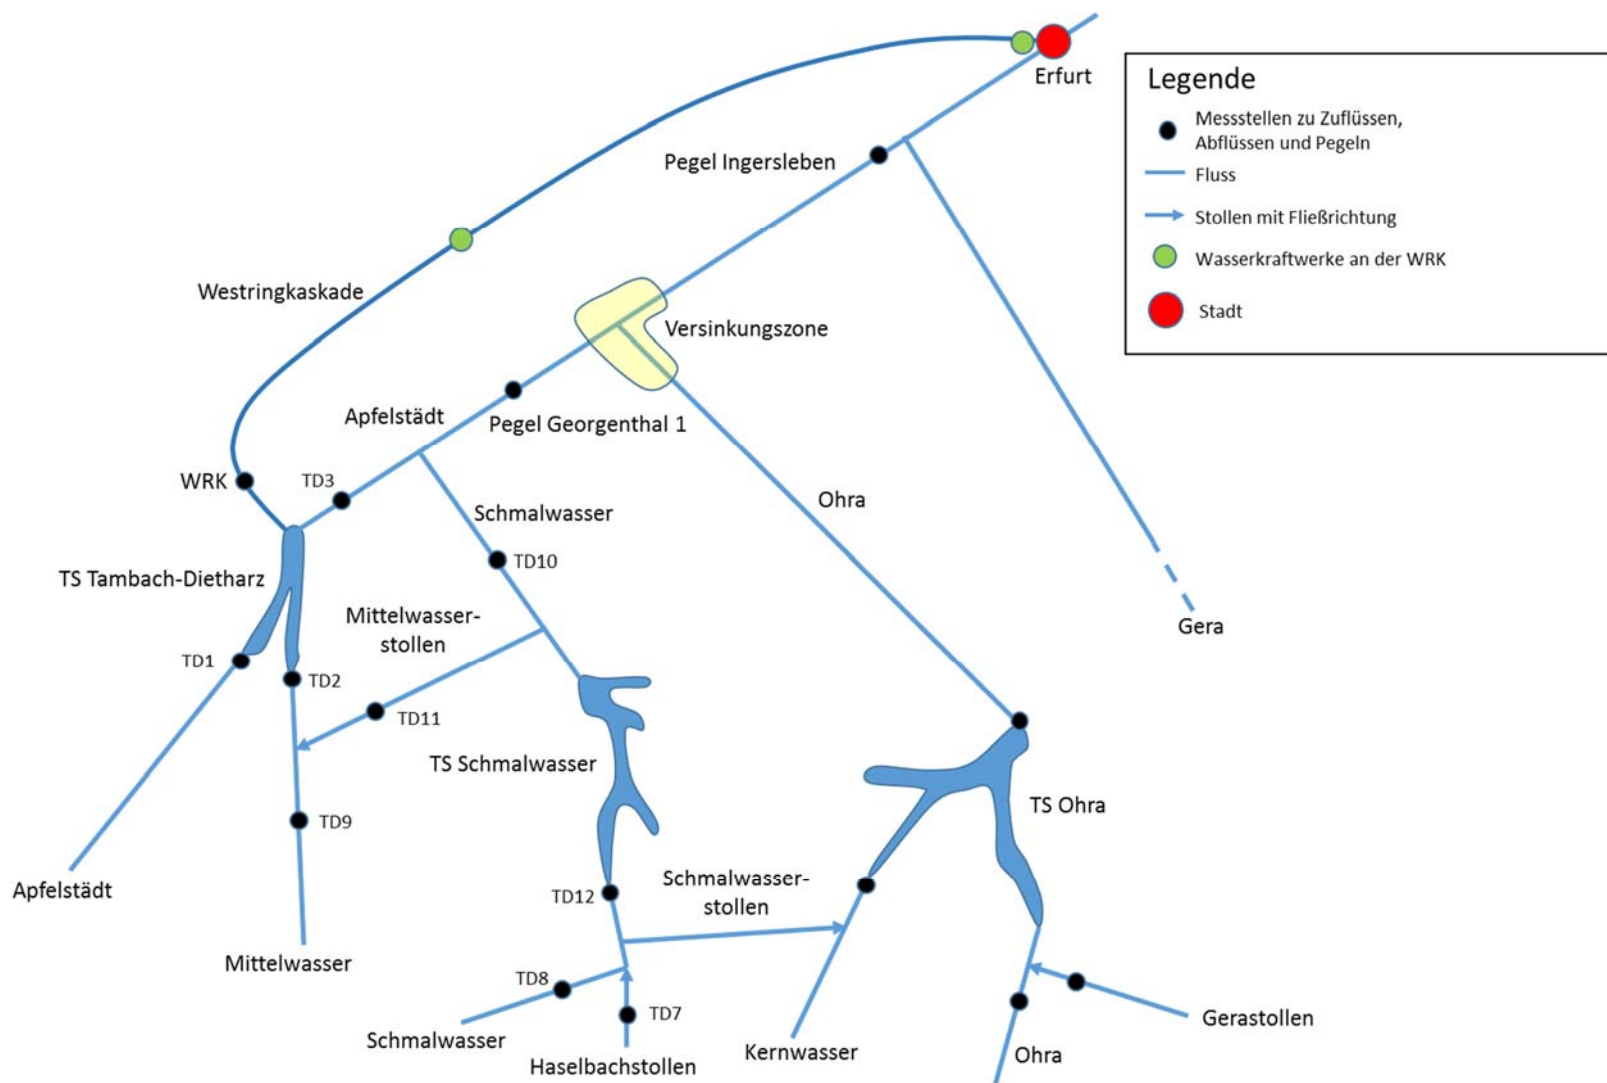 Erfurt
Legende
Messstellen zu Zuflüssen,
Abflüssen und Pegeln
Fluss
Stollen mit Fließrichtung
Wasserkraftwerke an der WRK
Stadt
Pegel Ingersleben
Westringkaskade
Versinkungszone
Apfelstädt
Pegel Georgenthal 1
WRK
TD3
Schmalwasser
Ohra
TD10
TS Tambach-Dietharz
Mittelwasser-
stollen
Gera
TD1
TD2
TD11
TS Schmalwasser
TS Ohra
TD9
Apfelstädt
TD12
Schmalwasser-
stollen
Mittelwasser
TD8
TD7
Gerastollen
Schmalwasser
Haselbachstollen
Kernwasser
Ohra